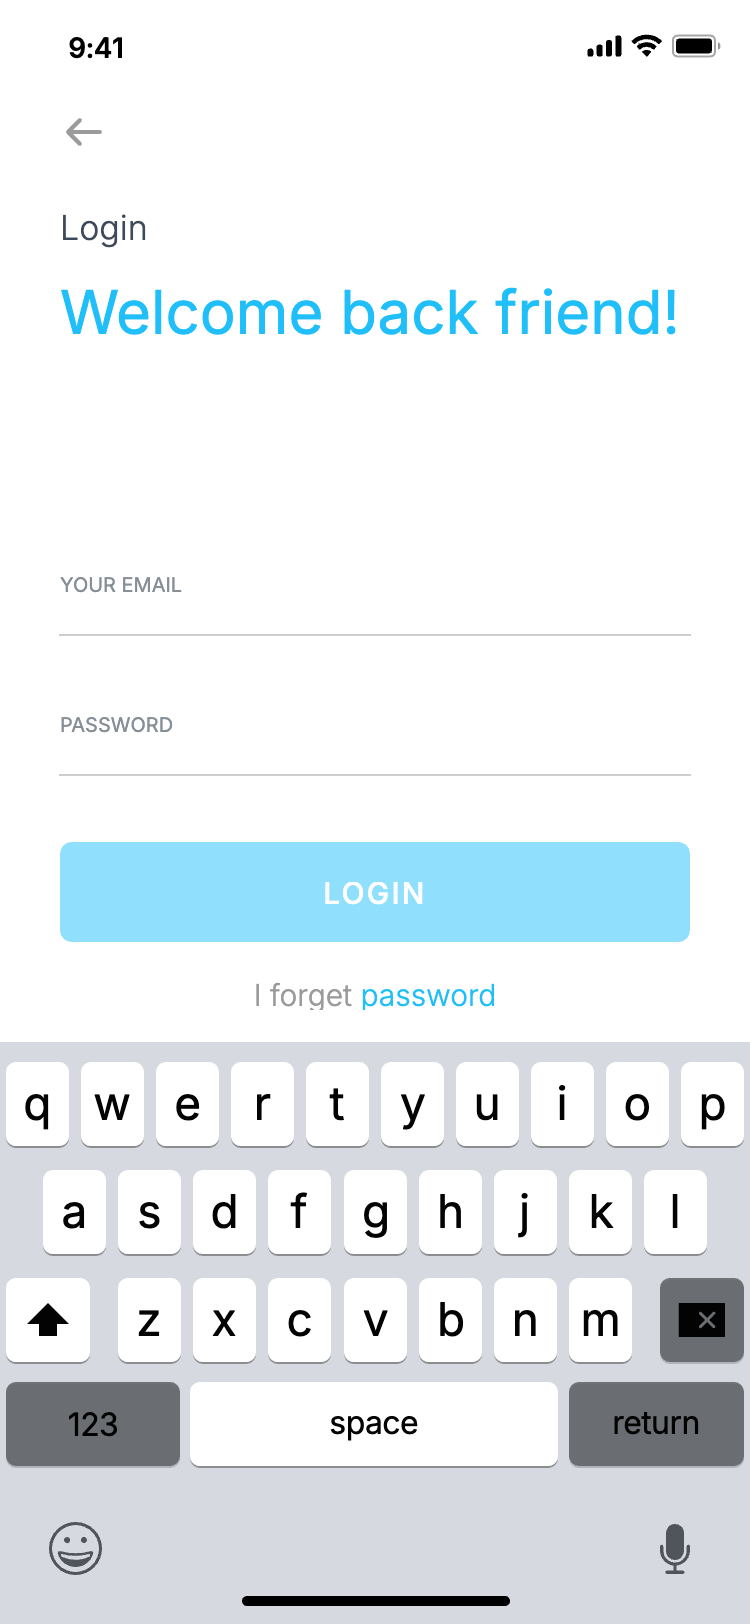 9:41
Login
Welcome back friend!
YOUR EMAIL
PASSWORD
LOGIN
I forget password
q w e r t y u i o p
a s d f g h j k l
z x c v b n m
123 space return